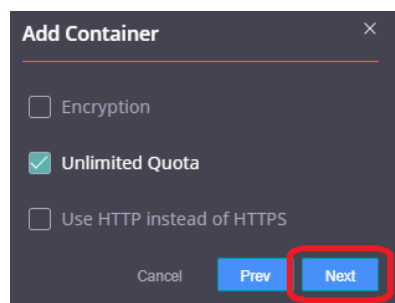 Add Container
Encryption
Unlimited Quota
Use HTTP instead of HTTPS
Cancel Prev Next